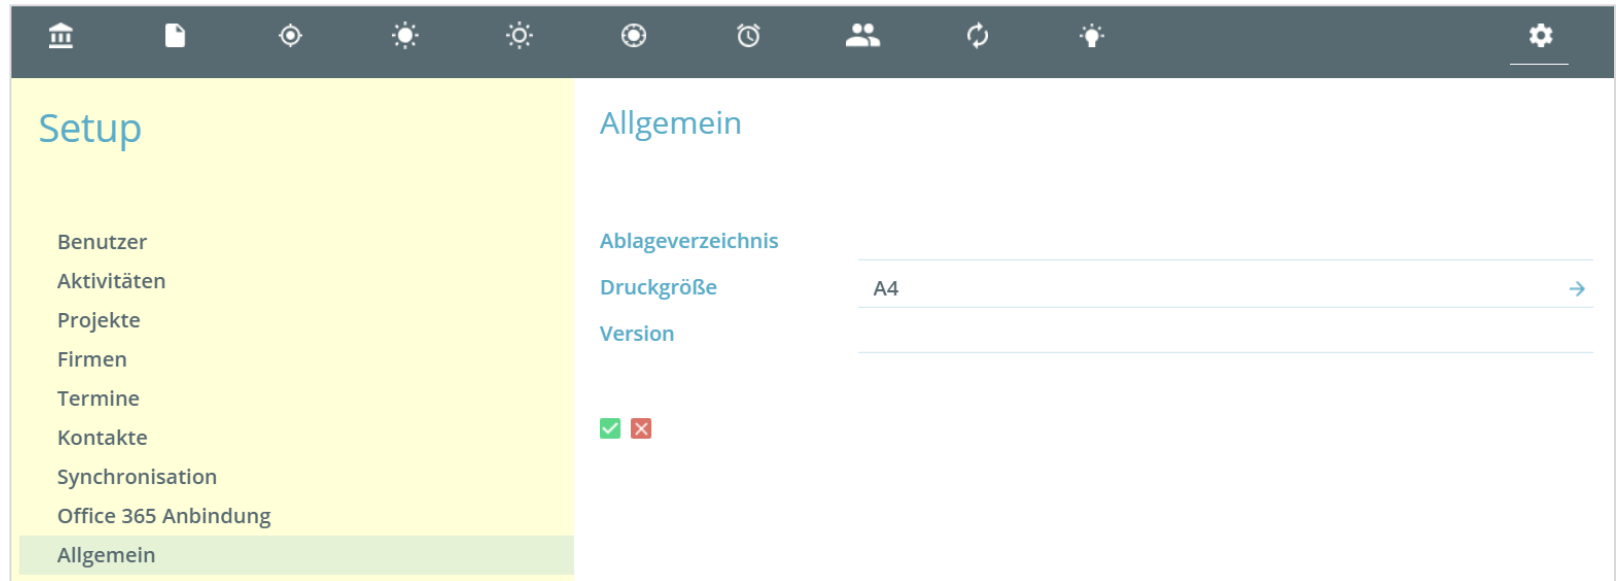 Setup
Benutzer
Aktivitäten
Projekte
Firmen
Termine
Kontakte
Synchronisation
Office 365 Anbindung
Allgemein
Allgemein
Ablageverzeichnis
Druckgröße A4
Version